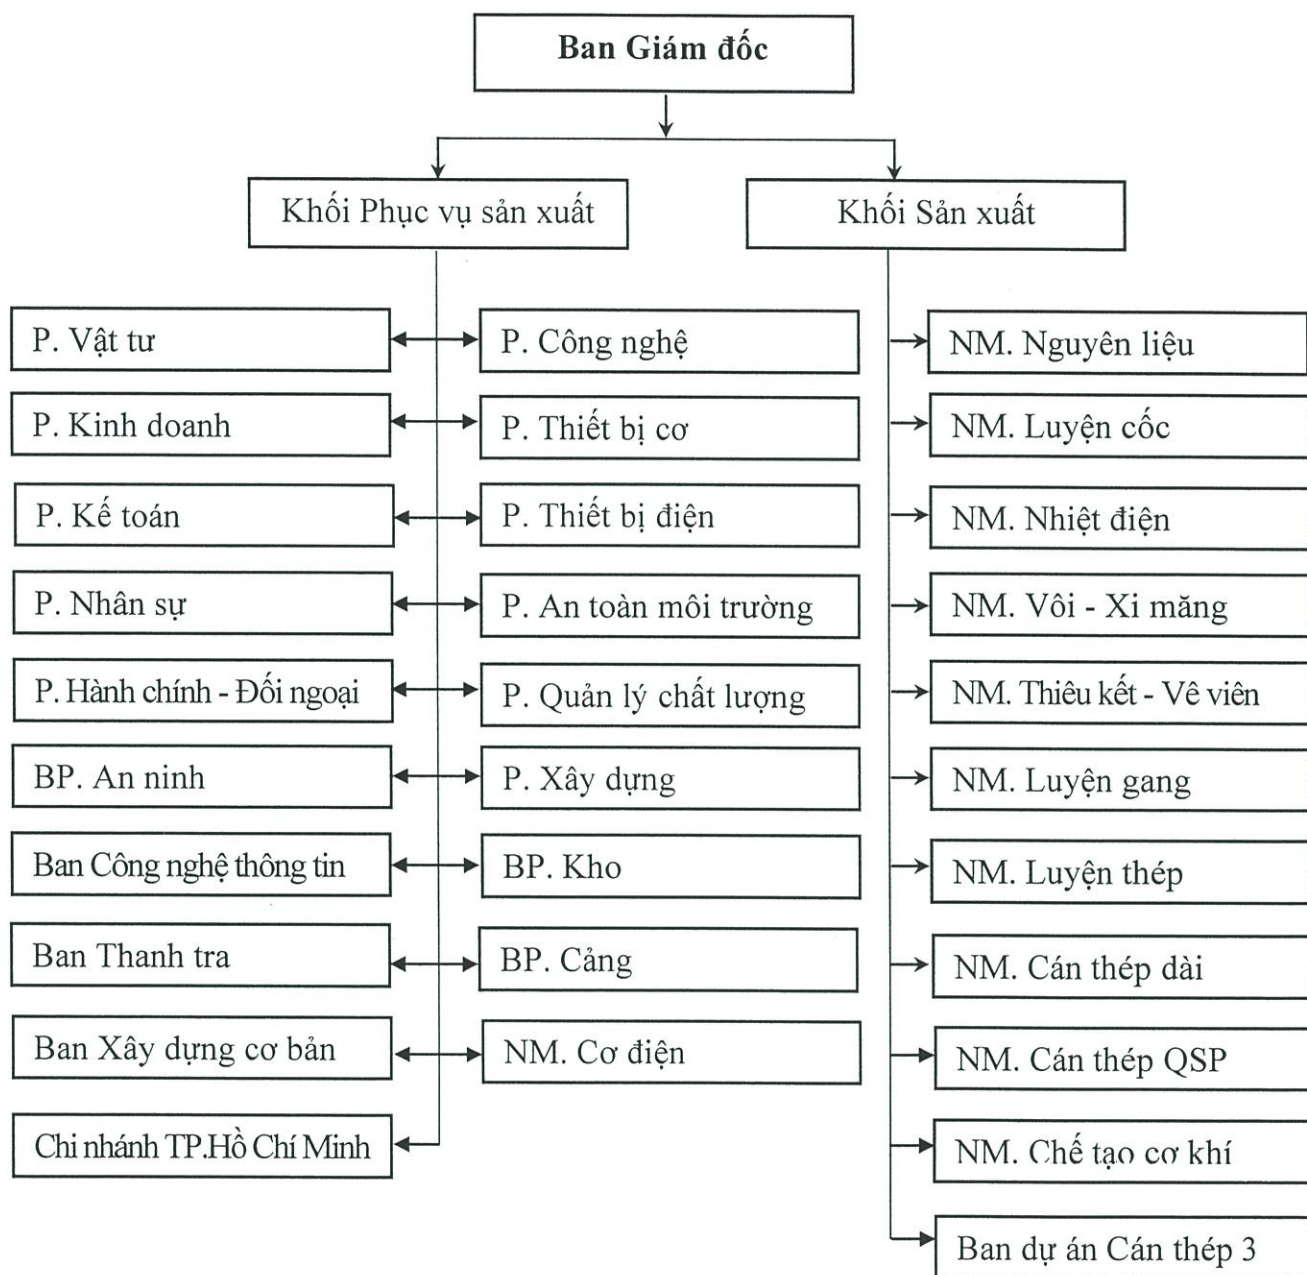 Ban Giám đốc
Khối Phục vụ sản xuất
Khối Sản xuất
P. Vật tư
P. Công nghệ
NM. Nguyên liệu
P. Kinh doanh
P. Thiết bị cơ
NM. Luyện cốc
P. Kế toán
P. Thiết bị điện
NM. Nhiệt điện
P. Nhân sự
P. An toàn môi trường
NM. Vôi - Xi măng
P. Hành chính - Đối ngoại
P. Quản lý chất lượng
NM. Thiêu kết - Vê viên
BP. An ninh
P. Xây dựng
NM. Luyện gang
Ban Công nghệ thông tin
BP. Kho
NM. Luyện thép
Ban Thanh tra
BP. Cảng
NM. Cán thép dài
Ban Xây dựng cơ bản
NM. Cơ điện
NM. Cán thép QSP
Chi nhánh TP.Hồ Chí Minh
NM. Chế tạo cơ khí
Ban dự án Cán thép 3